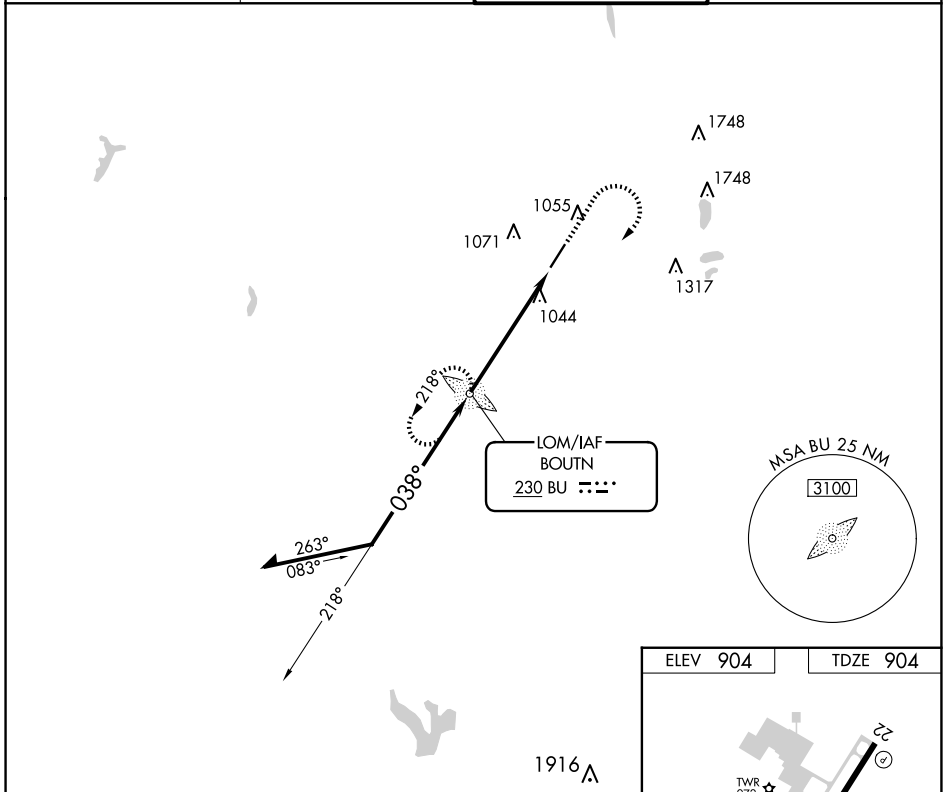 1748
1748
1055
1071
1317
1044
218°
LOM/IAF
BOUTN
230 BU
038°
MSA BU 25 NM
3100
263°
083°
218°
ELEV 904
TDZE 904
22
1916
TWR